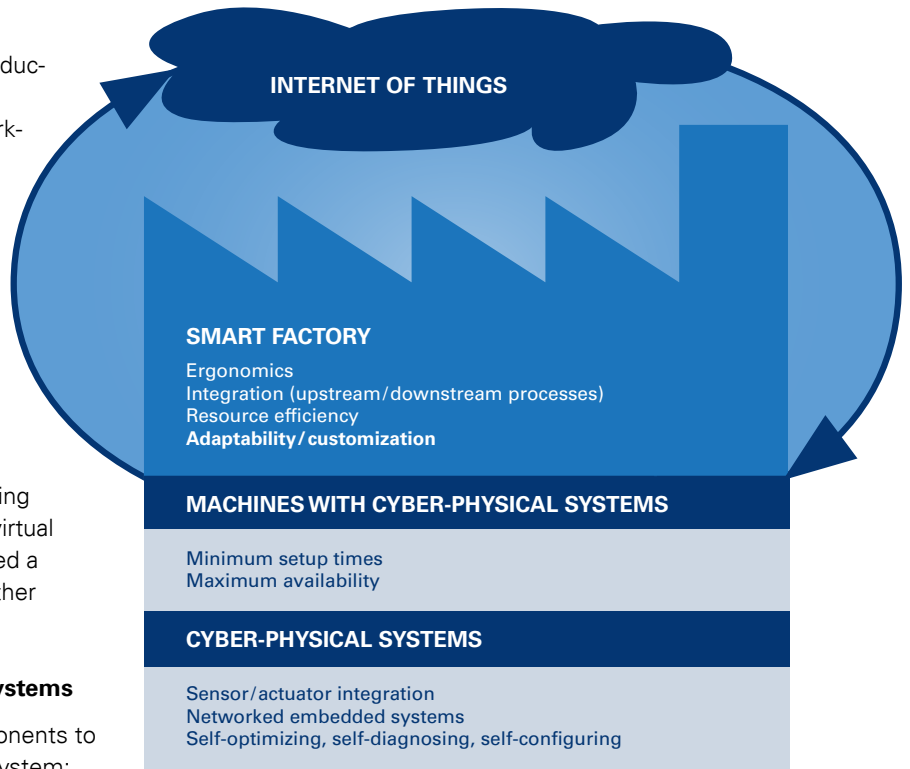 duc-
rk-
ing
virtual
ed a
ther
ystems
onents to
ystem:
INTERNET OF THINGS
SMART FACTORY
Ergonomics
Integration (upstream/downstream processes)
Resource efficiency
Adaptability/customization
MACHINES WITH CYBER-PHYSICAL SYSTEMS
Minimum setup times
Maximum availability
CYBER-PHYSICAL SYSTEMS
Sensor/actuator integration
Networked embedded systems
Self-optimizing, self-diagnosing, self-configuring